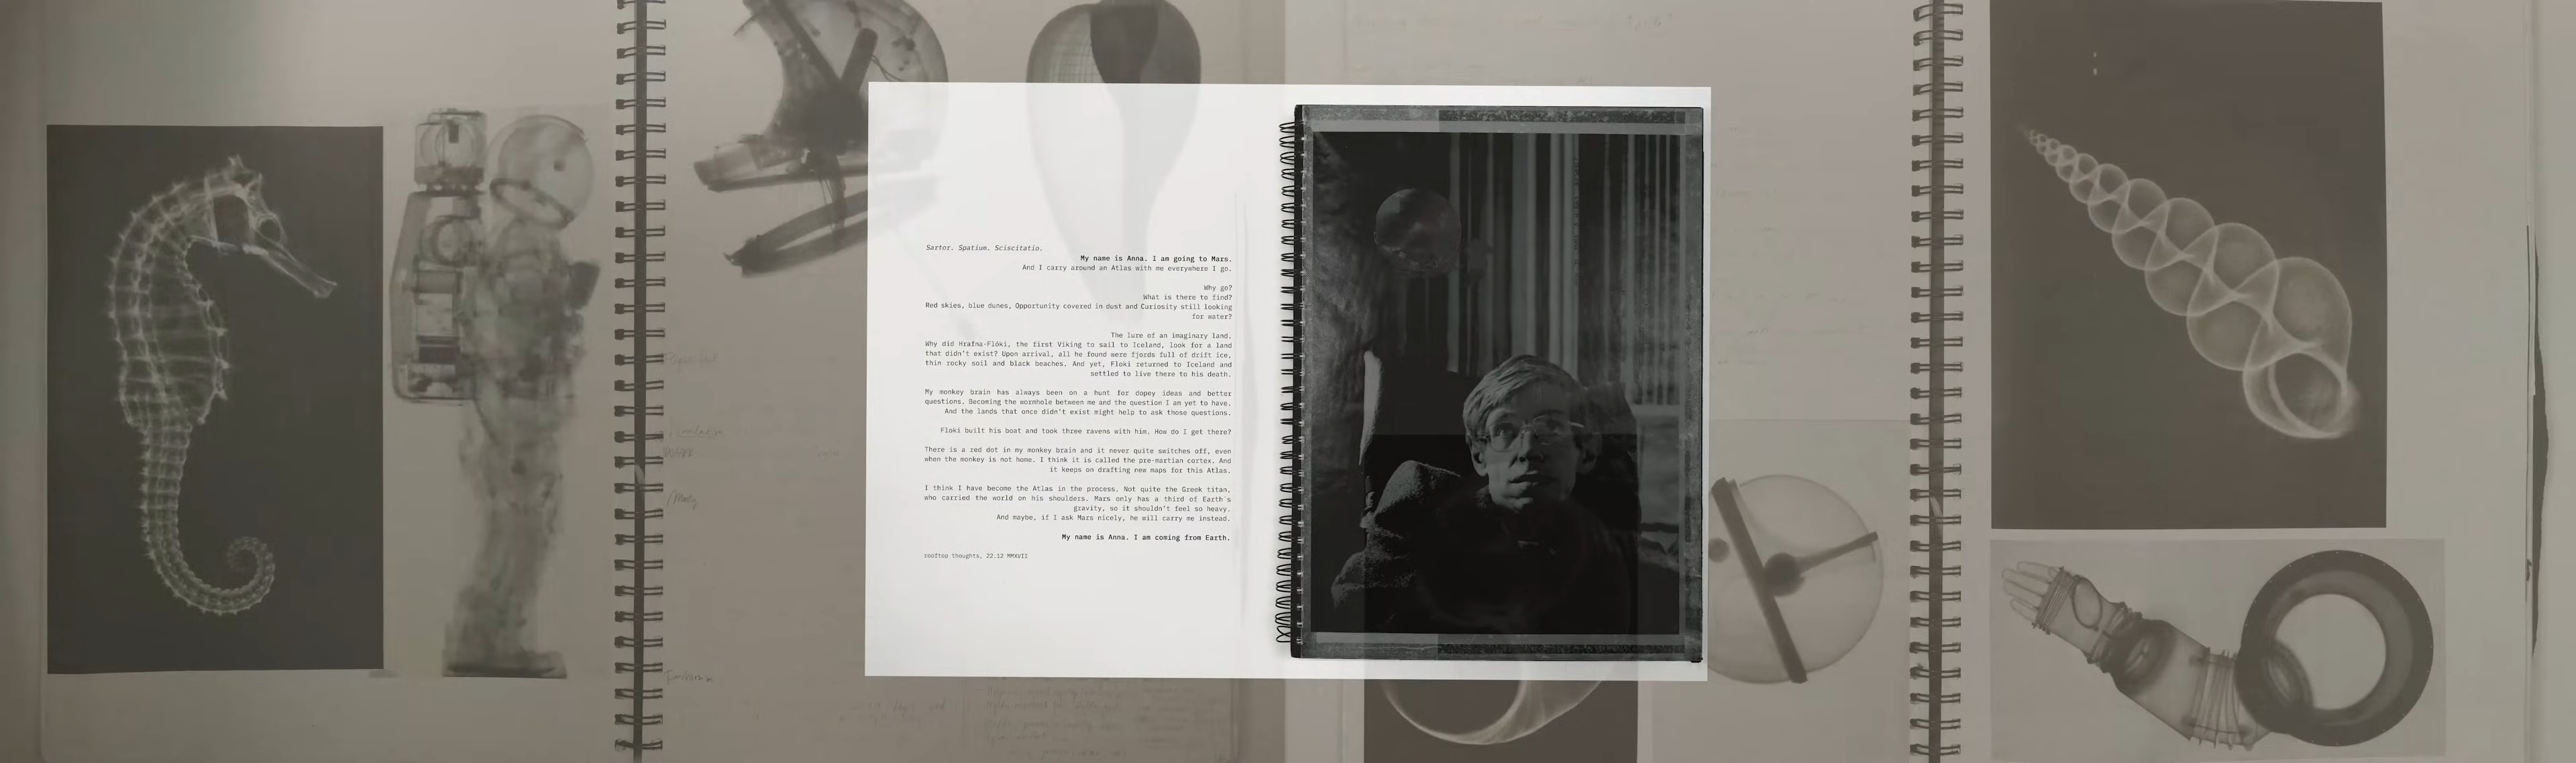 Sartor. Spatium. Sciscitatio.
My name is Anna. I am going to Mars.
And I carry around an Atlas with me everywhere I go.
Why go?
What is there to find?
Red skies, blue dunes, Opportunity covered in dust and Curiosity still looking
for water?
The lure of an imaginary land.
Why did Hrafna-Flóki, the first Viking to sail to Iceland, look for a land
that didn't exist? Upon arrival, all he found were fjords full of drift ice,
thin rocky soil and black beaches. And yet, Floki returned to Iceland and
settled to live there to his death.
My monkey brain has always been on a hunt for dopey ideas and better
questions. Becoming the wormhole between me and the question I am yet to have.
And the lands that once didn't exist might help to ask those questions.
Floki built his boat and took three ravens with him. How do I get there?
There is a red dot in my monkey brain and it never quite switches off, even
when the monkey is not home. I think it is called the pre-martian cortex. And
it keeps on drafting new maps for this Atlas.
I think I have become the Atlas in the process. Not quite the Greek titan,
who carried the world on his shoulders. Mars only has a third of Earth's
gravity, so it shouldn't feel so heavy.
And maybe, if I ask Mars nicely, he will carry me instead.
My name is Anna. I am coming from Earth.
rooftop thoughts, 22.12 MMXVII